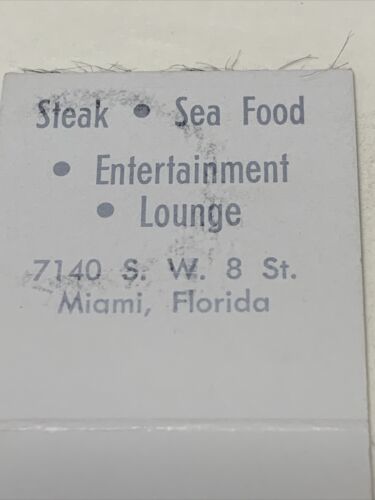 Steak • Sea Food
• Entertainment
• Lounge
7140 S. W. 8 St.
Miami, Florida